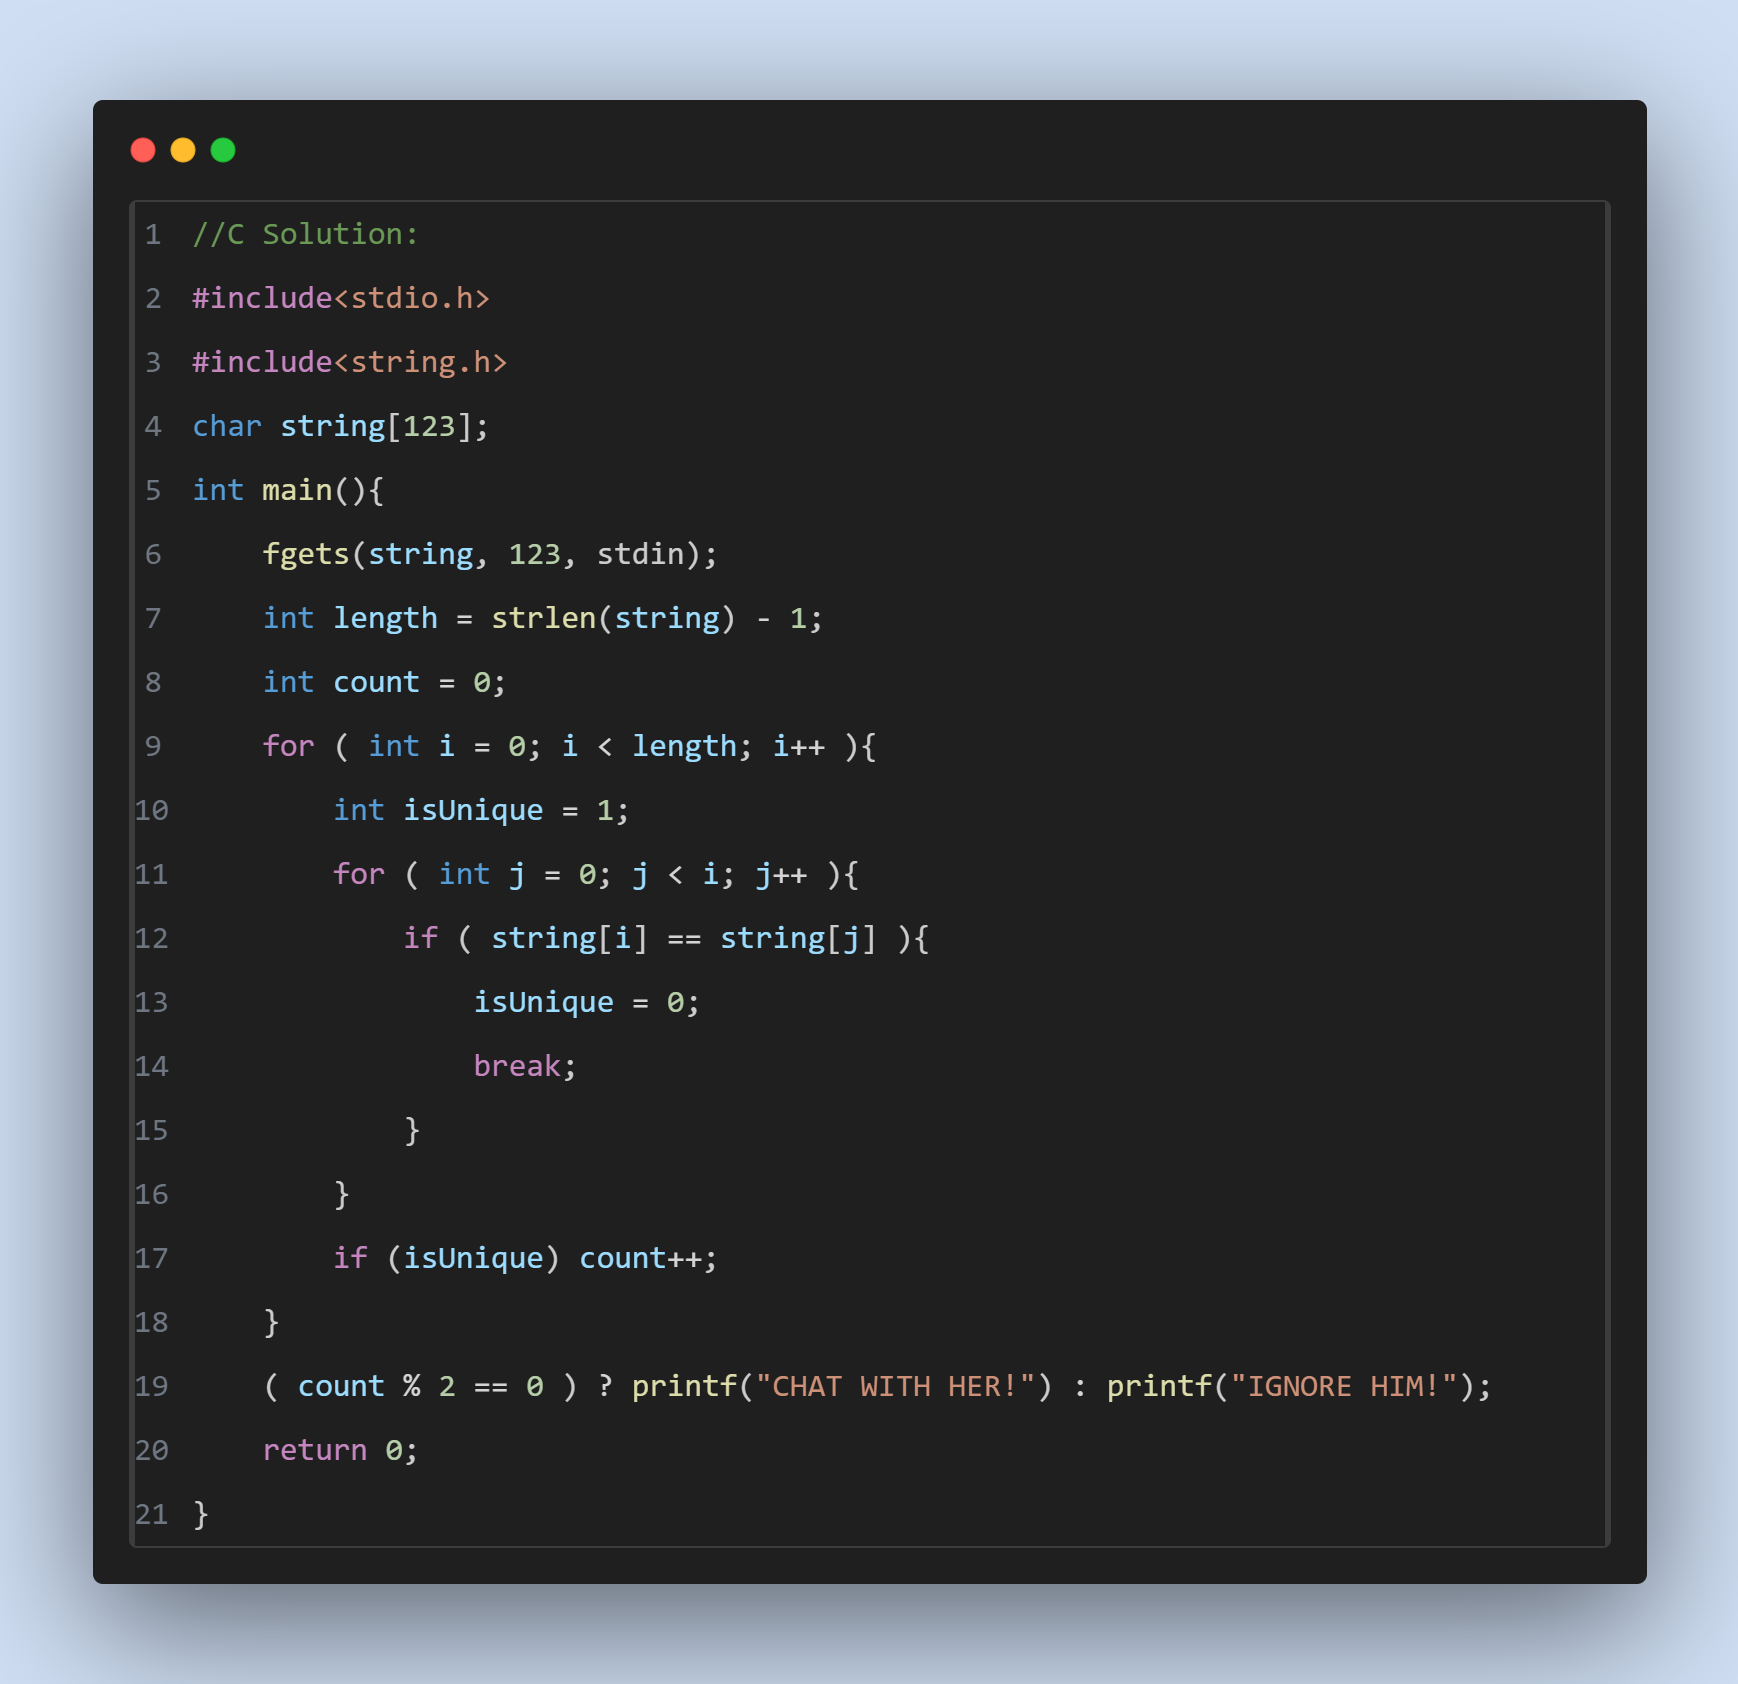 1 //C Solution:
2 #include<stdio.h>
3 #include<string.h>
4 char string[123];
5 int main(){
6     fgets(string, 123, stdin);
7     int length = strlen(string) - 1;
8     int count = 0;
9     for ( int i = 0; i < length; i++ ){
10         int isUnique = 1;
11         for ( int j = 0; j < i; j++ ){
12             if ( string[i] == string[j] ){
13                 isUnique = 0;
14                 break;
15             }
16         }
17         if (isUnique) count++;
18     }
19     ( count % 2 == 0 ) ? printf("CHAT WITH HER!") : printf("IGNORE HIM!");
20     return 0;
21 }